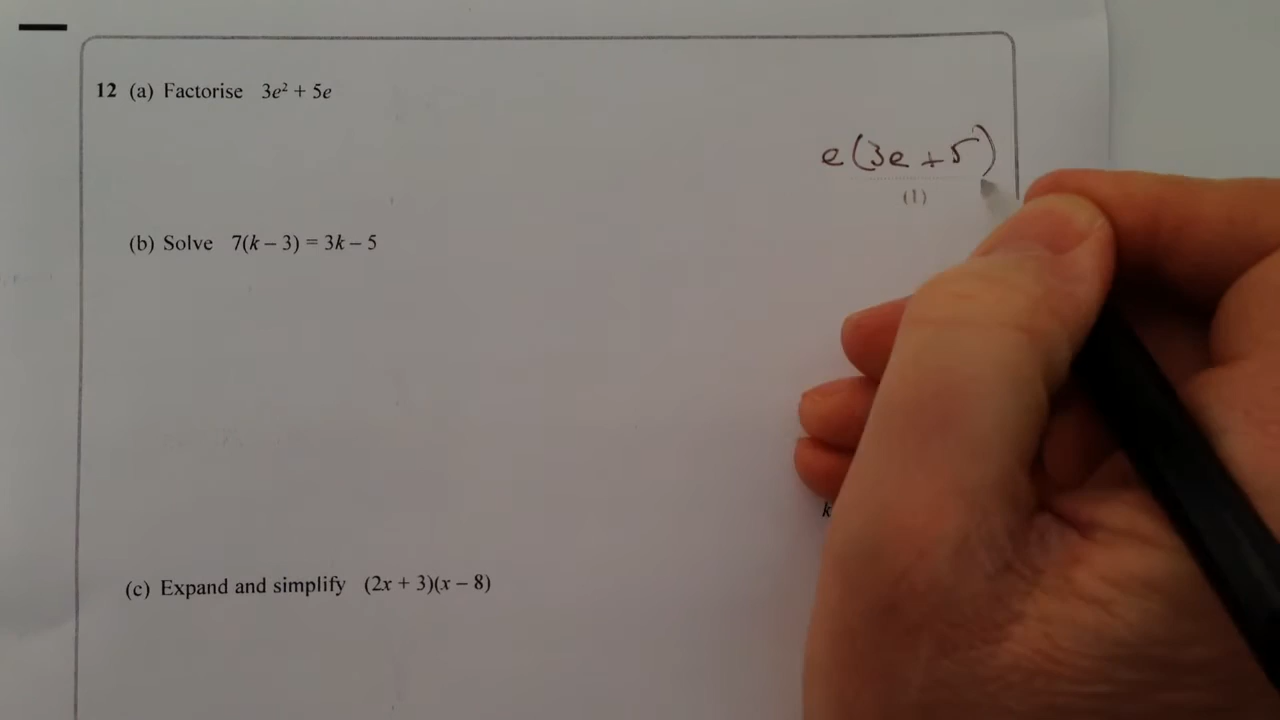 12 (a) Factorise 3e² + 5e
e(3e + 5)
(1)
(b) Solve 7(k – 3) = 3k – 5
k
(c) Expand and simplify (2x + 3)(x – 8)